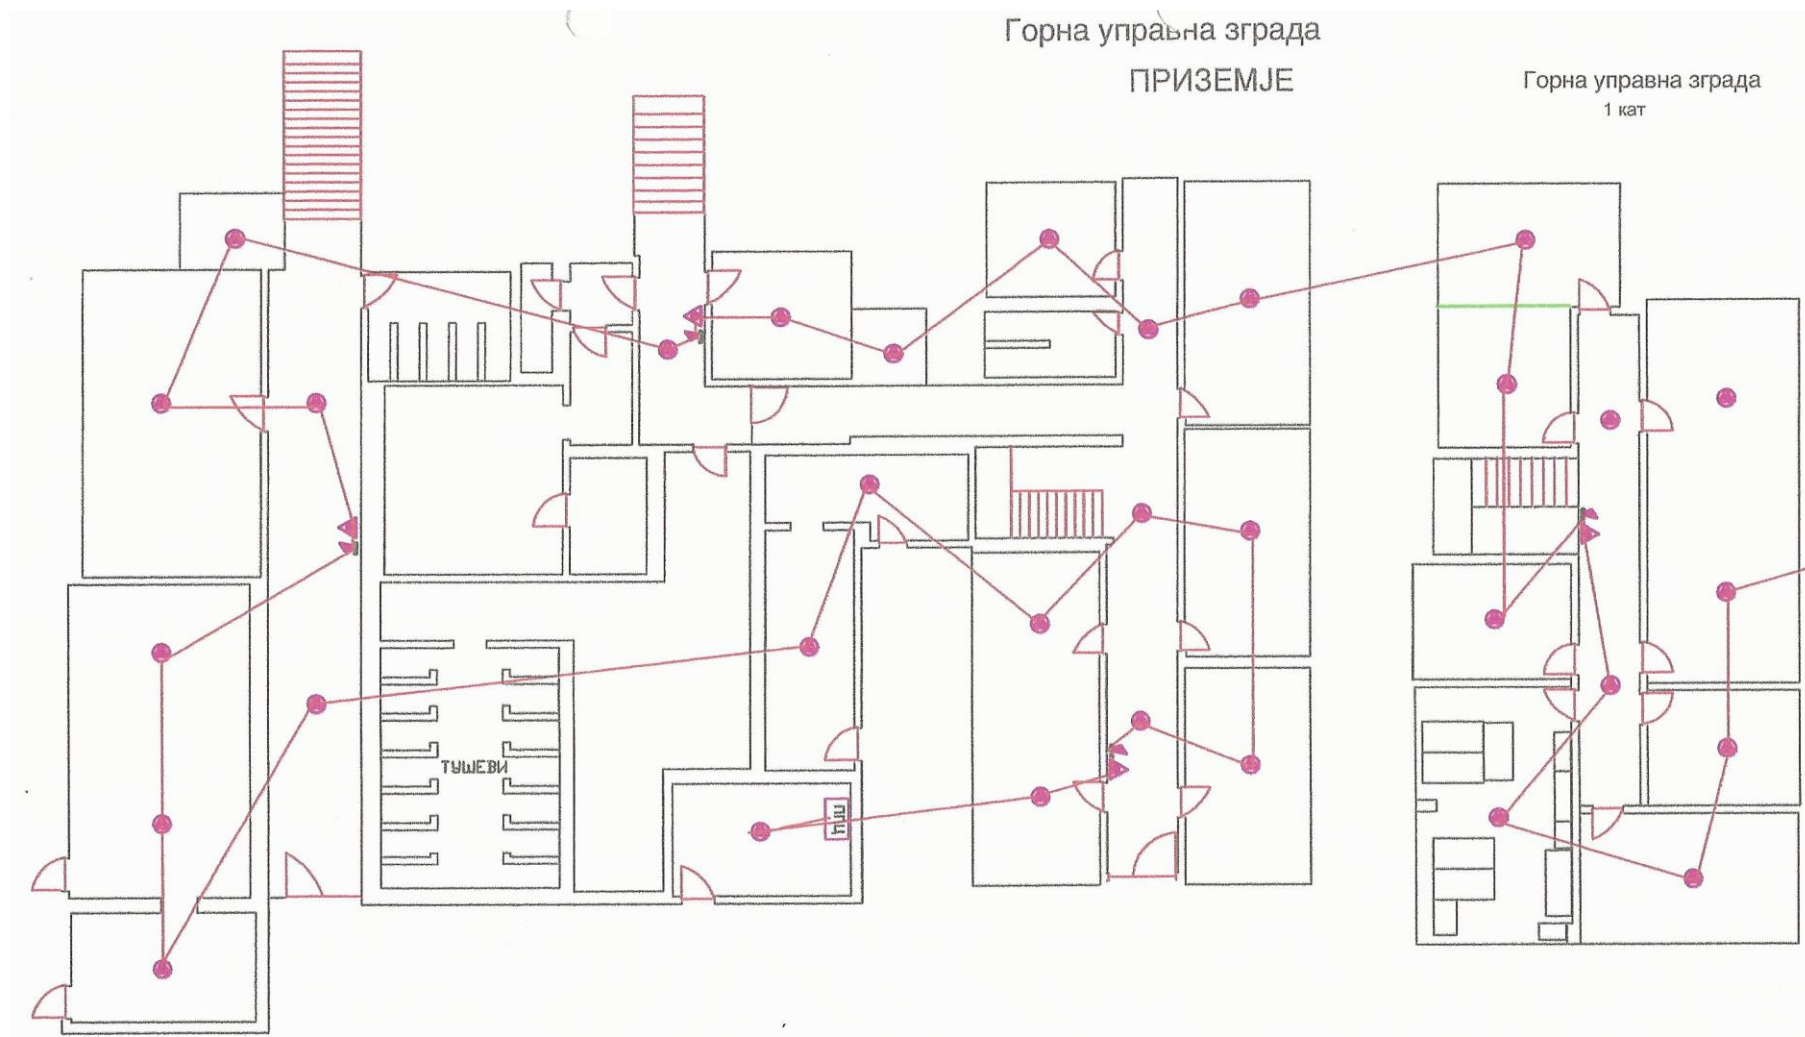 Горна управна зграда
ПРИЗЕМЈЕ
Горна управна зграда
1 кат
ТУШЕВИ